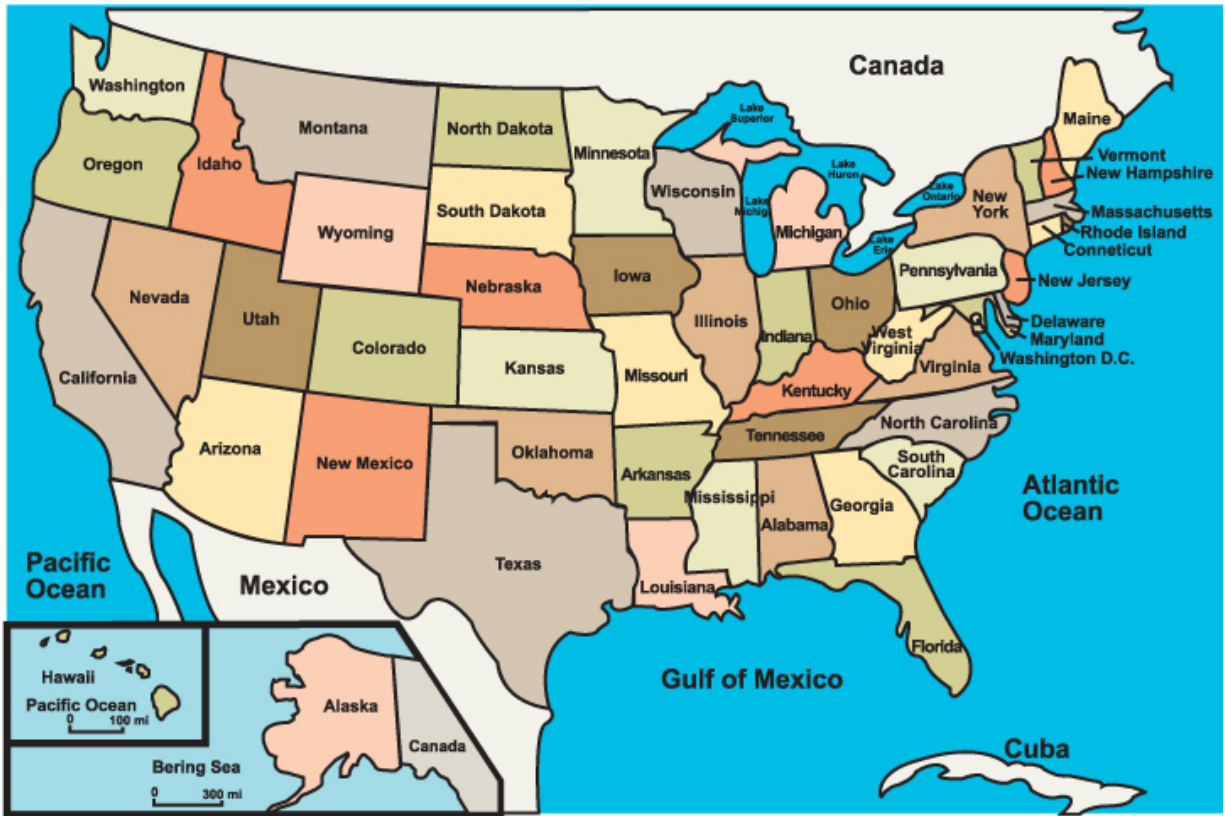 Canada
Washington
Montana
North Dakota
Minnesota
Lake
Superior
Maine
Oregon
Idaho
Vermont
New Hampshire
Lake
Huron
Wisconsin
South Dakota
Lake
Ontario
New
York
Massachusetts
Wyoming
Lake
Michigan
Michigan
Rhode Island
Conneticut
Lake
Erie
Pennsylvania
New Jersey
Nebraska
Iowa
Nevada
Utah
Ohio
Illinois
Indiana
Delaware
Maryland
Washington D.C.
West
Virginia
Virginia
Colorado
Kansas
Missouri
Kentucky
California
North Carolina
Tennessee
Arizona
New Mexico
Oklahoma
Arkansas
South
Carolina
Mississippi
Alabama
Georgia
Atlantic
Ocean
Pacific
Ocean
Mexico
Texas
Louisiana
Florida
Gulf of Mexico
Hawaii
Pacific Ocean
0 100 mi
Alaska
Canada
Bering Sea
0 300 mi
Cuba